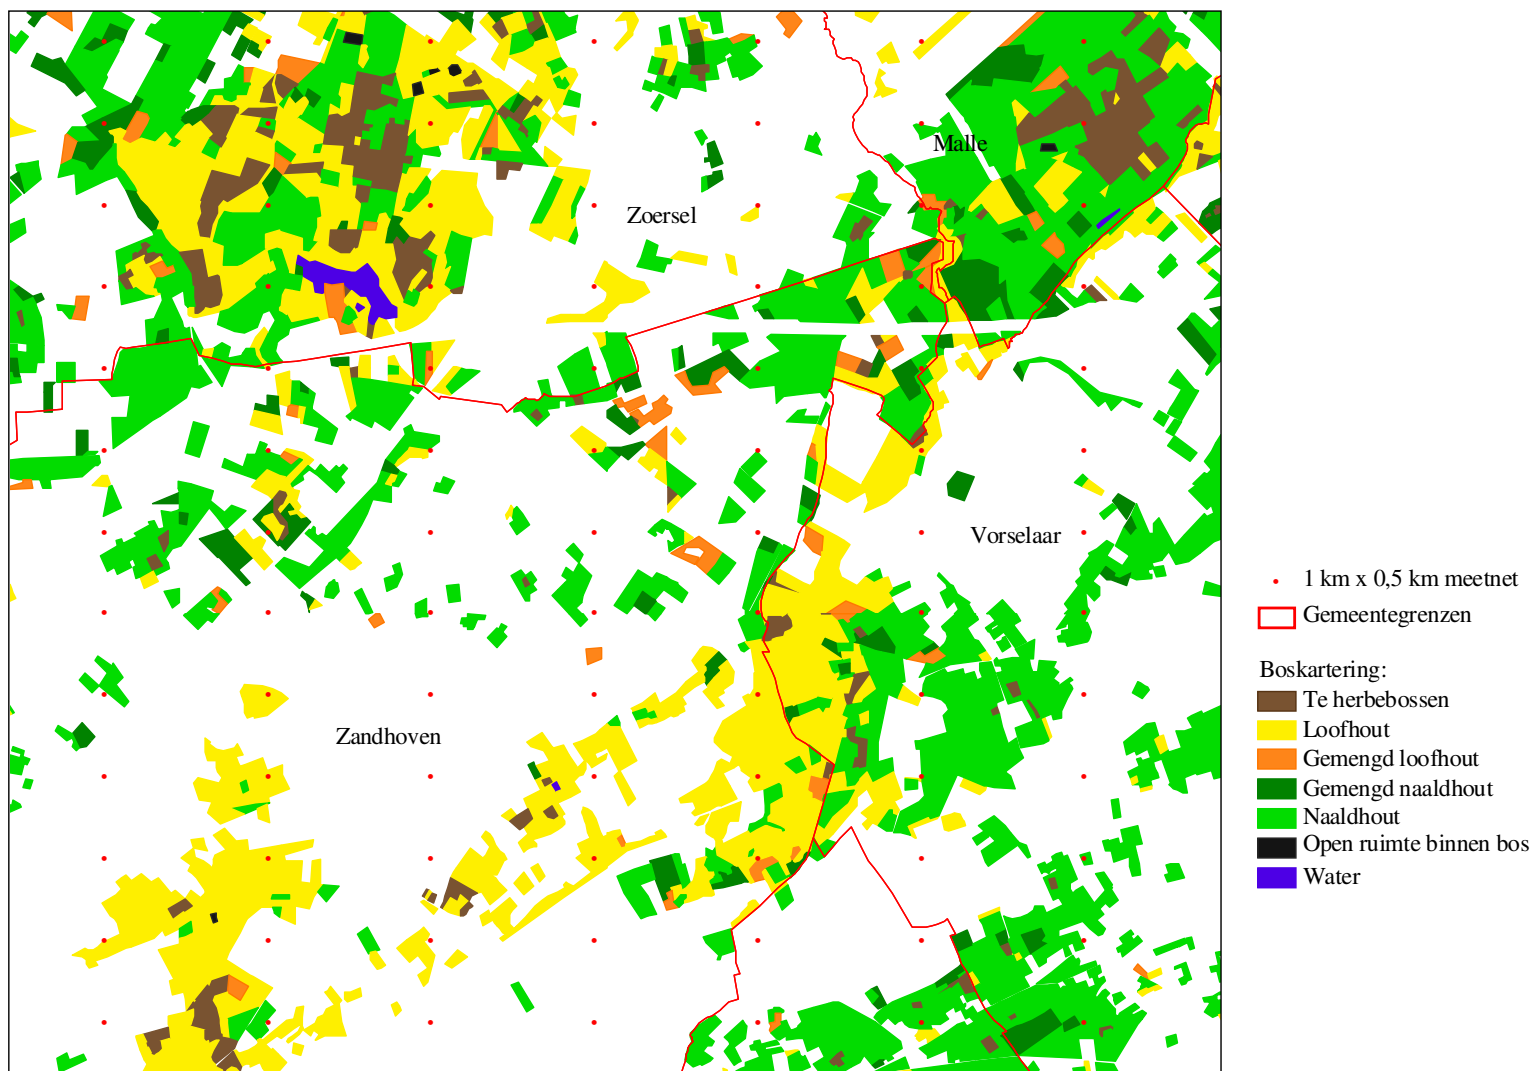 Malle
Zoersel
Vorselaar
Zandhoven
1 km x 0,5 km meetnet
Gemeentegrenzen
Boskartering:
Te herbebossen
Loofhout
Gemengd loofhout
Gemengd naaldhout
Naaldhout
Open ruimte binnen bos
Water